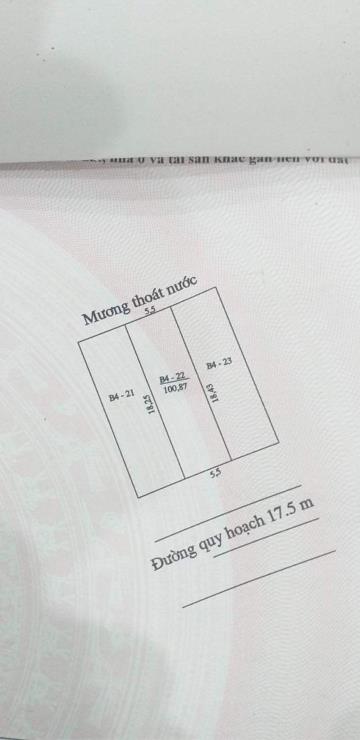 nhà ở và tài sản khác gắn liền với đất
Mương thoát nước
5,5
B4 - 21
18,25
B4 - 22
100,87
18,43
B4 - 23
5,5
Đường quy hoạch 17.5 m